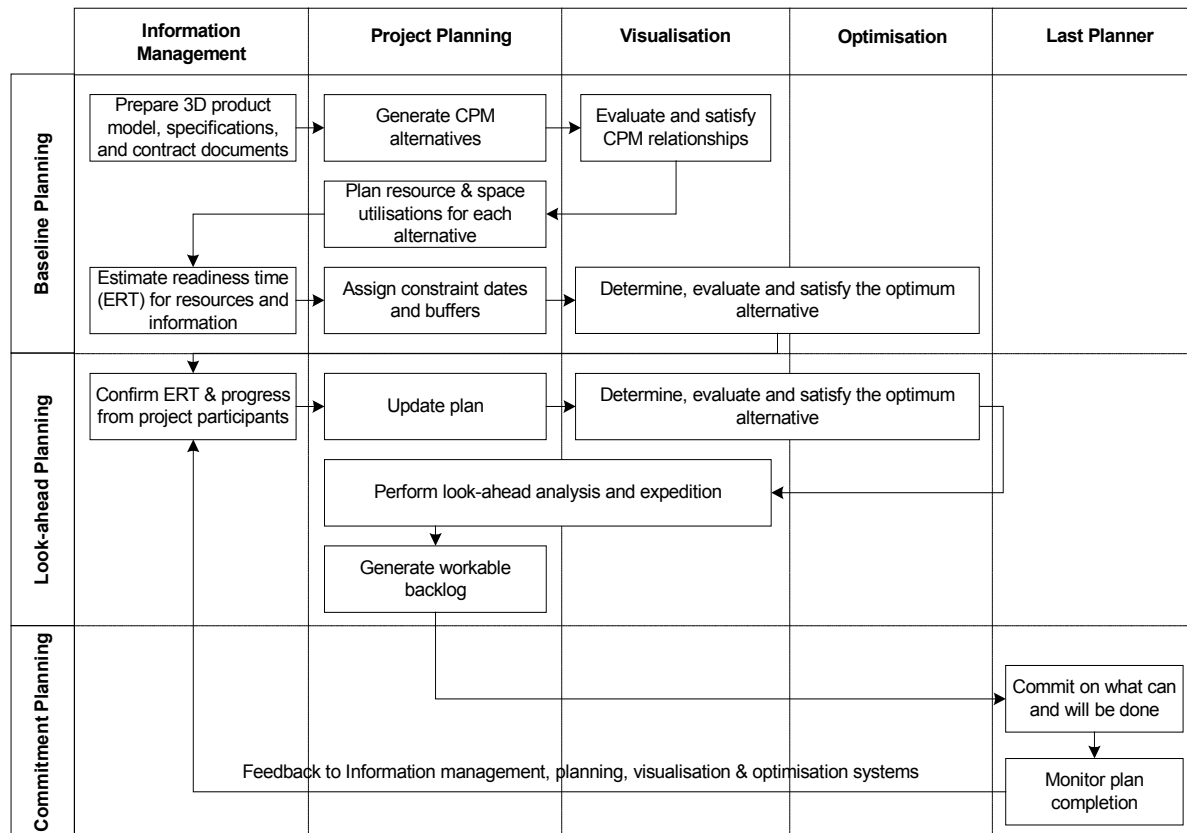 Information
Management
Project Planning
Visualisation
Optimisation
Last Planner
Baseline Planning
Prepare 3D product
model, specifications,
and contract documents
Generate CPM
alternatives
Evaluate and satisfy
CPM relationships
Plan resource & space
utilisations for each
alternative
Estimate readiness time
(ERT) for resources and
information
Assign constraint dates
and buffers
Determine, evaluate and satisfy the optimum
alternative
Look-ahead Planning
Confirm ERT & progress
from project participants
Update plan
Determine, evaluate and satisfy the optimum
alternative
Perform look-ahead analysis and expedition
Generate workable
backlog
Commitment Planning
Commit on what can
and will be done
Feedback to Information management, planning, visualisation & optimisation systems
Monitor plan
completion